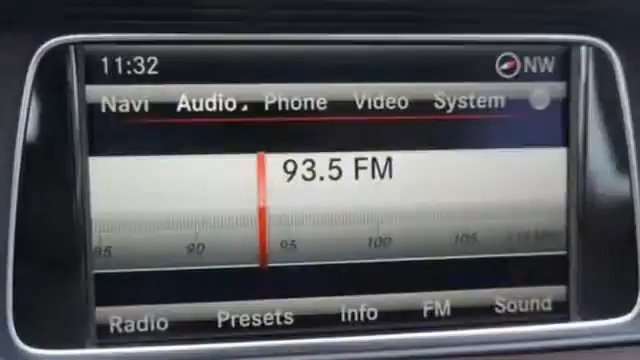 11:32 NW
Navi Audio Phone Video System
93.5 FM
90 95 100 105
Radio Presets Info FM Sound